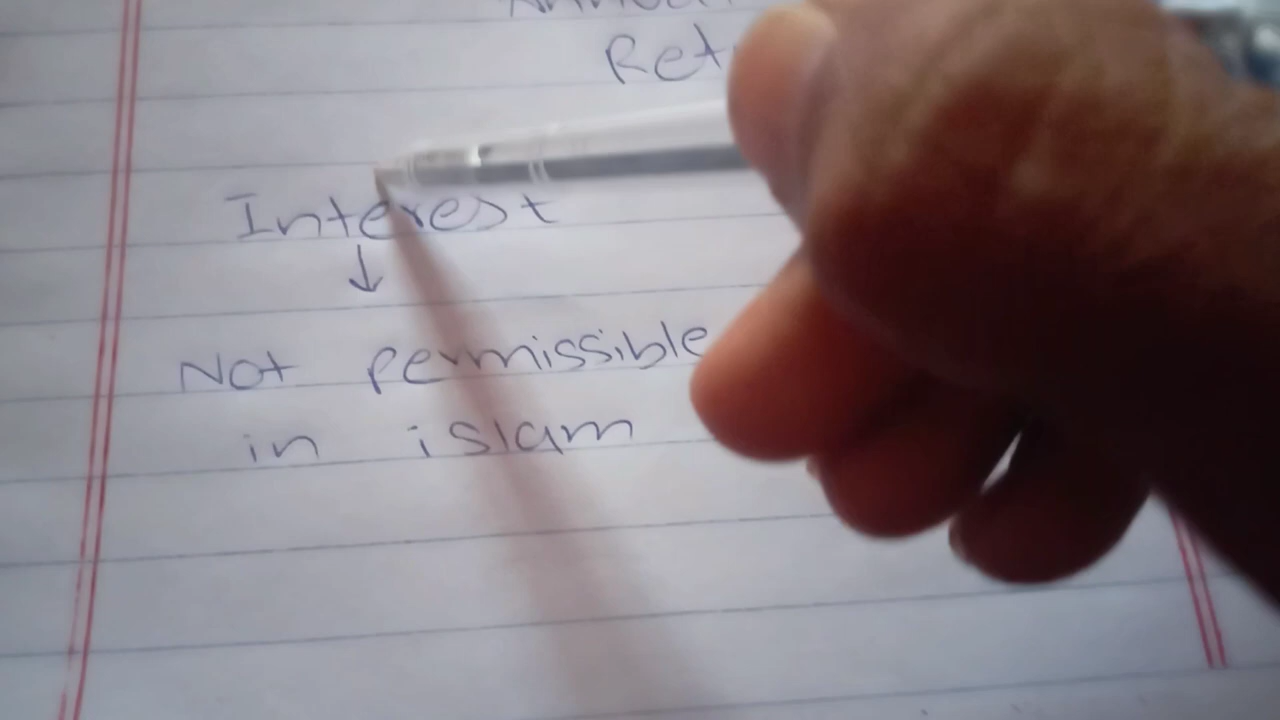 Interest
↓
Not permissible
in islam